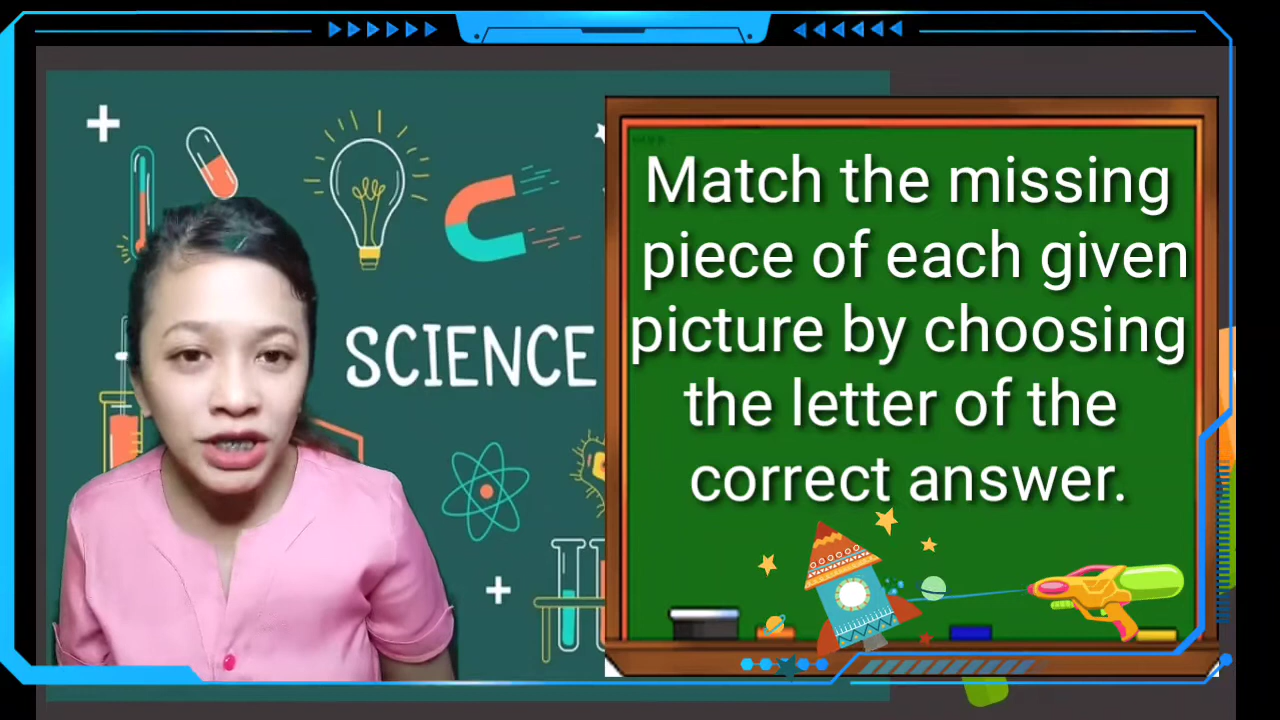 SCIENCE
Match the missing
piece of each given
picture by choosing
the letter of the
correct answer.